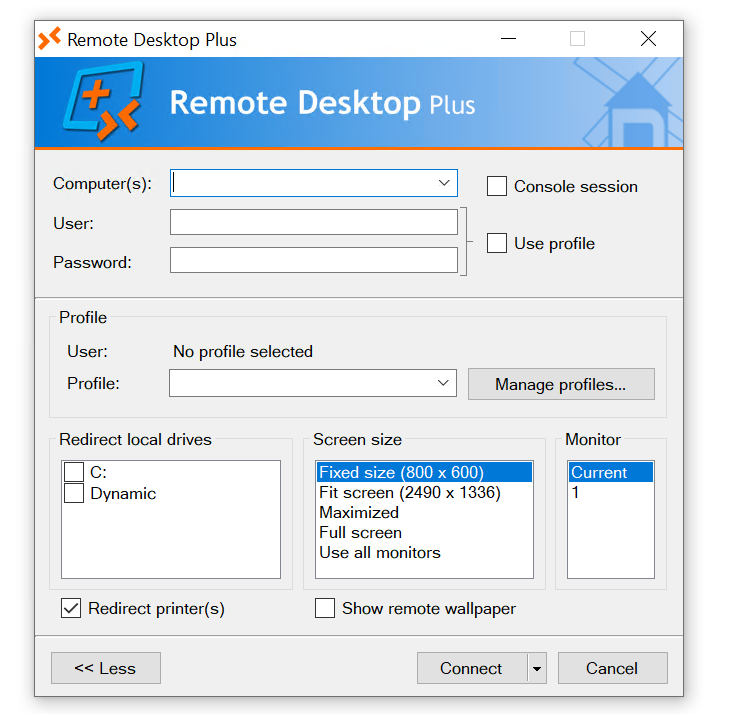 Remote Desktop Plus
Remote Desktop Plus
Computer(s):
Console session
User:
Use profile
Password:
Profile
User: No profile selected
Profile:
Manage profiles...
Redirect local drives
C:
Dynamic
Screen size
Fixed size (800 x 600)
Fit screen (2490 x 1336)
Maximized
Full screen
Use all monitors
Monitor
Current
1
Redirect printer(s)
Show remote wallpaper
<< Less
Connect
Cancel